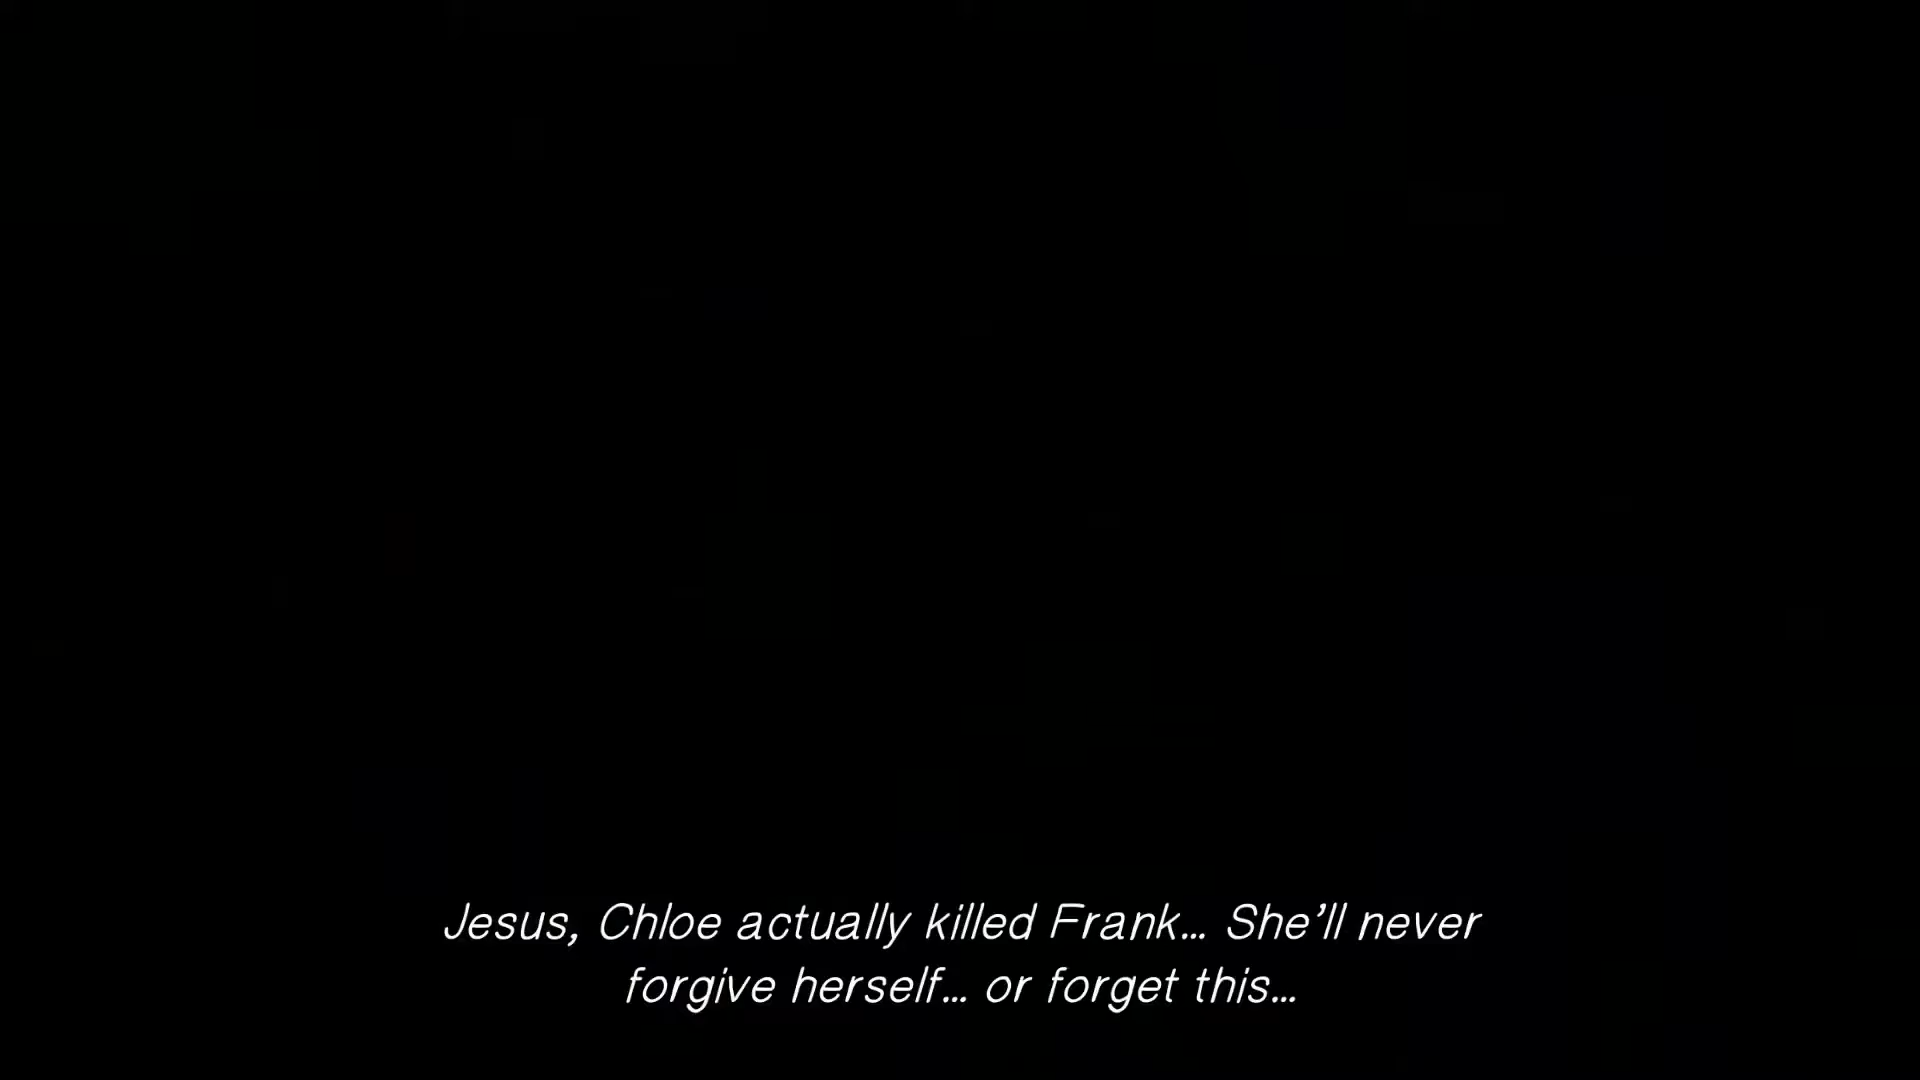 Jesus, Chloe actually killed Frank... She’ll never
forgive herself... or forget this...